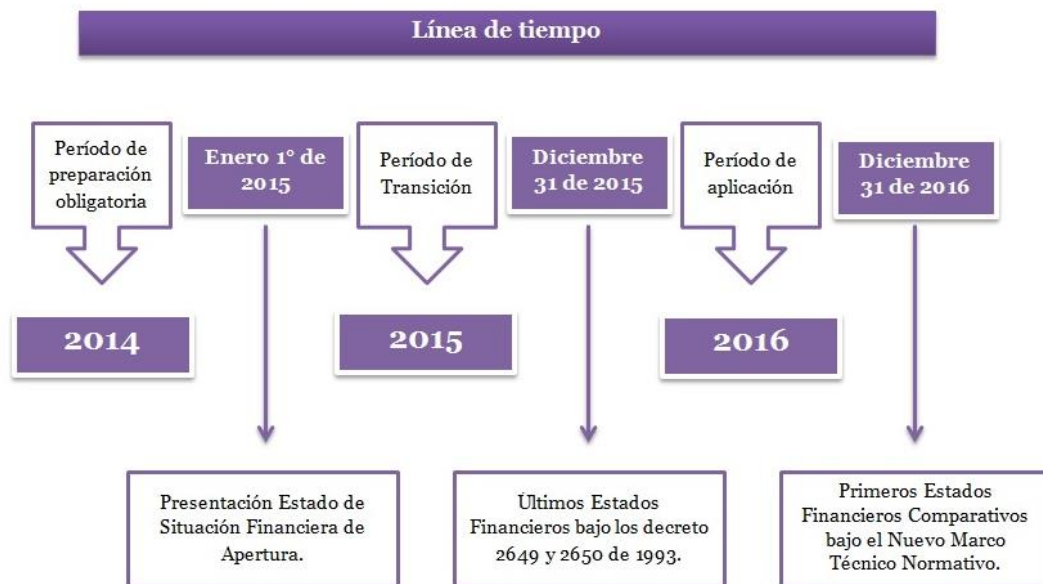 Línea de tiempo
Período de
preparación
obligatoria
Enero 1° de
2015
Período de
Transición
Diciembre
31 de 2015
Período de
aplicación
Diciembre
31 de 2016
2014
2015
2016
Presentación Estado de
Situación Financiera de
Apertura.
Últimos Estados
Financieros bajo los decreto
2649 y 2650 de 1993.
Primeros Estados
Financieros Comparativos
bajo el Nuevo Marco
Técnico Normativo.